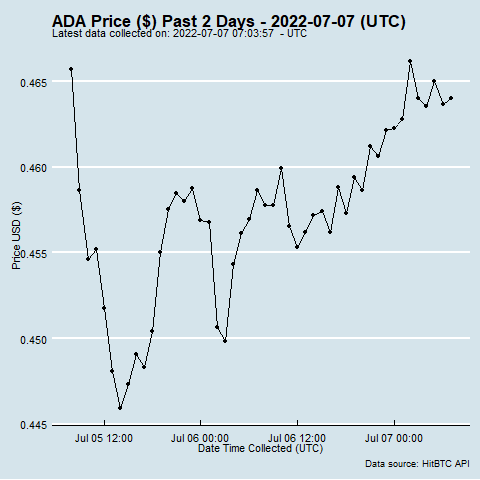 ADA Price ($) Past 2 Days - 2022-07-07 (UTC)
Latest data collected on: 2022-07-07 07:03:57 - UTC
0.465
0.460
0.455
0.450
0.445
Price USD ($)
Jul 05 12:00 Jul 06 00:00 Jul 06 12:00 Jul 07 00:00
Date Time Collected (UTC)
Data source: HitBTC API